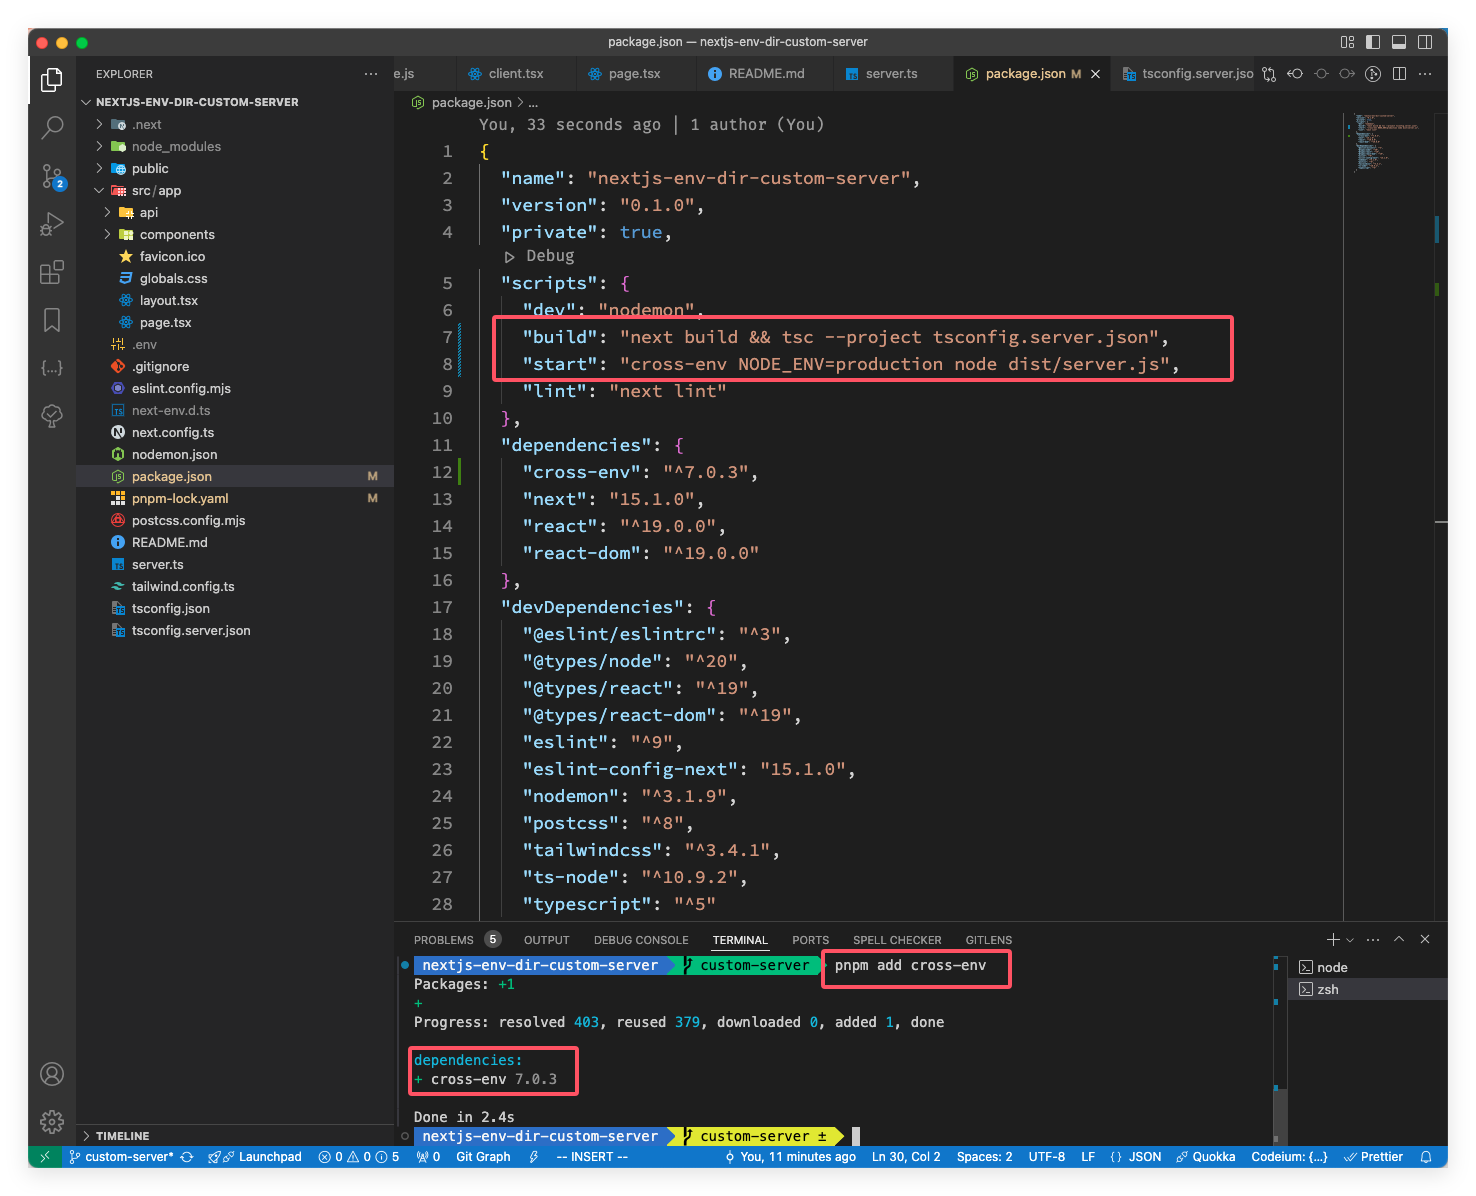 package.json — nextjs-env-dir-custom-server
EXPLORER
NEXTJS-ENV-DIR-CUSTOM-SERVER
.next
node_modules
public
src/app
api
components
favicon.ico
globals.css
layout.tsx
page.tsx
.env
.gitignore
eslint.config.mjs
next-env.d.ts
next.config.ts
nodemon.json
package.json M
pnpm-lock.yaml M
postcss.config.mjs
README.md
server.ts
tailwind.config.ts
tsconfig.json
tsconfig.server.json
TIMELINE
2
e.js client.tsx page.tsx README.md server.ts package.json M tsconfig.server.jso
package.json > ...
You, 33 seconds ago | 1 author (You)
1 {
2 "name": "nextjs-env-dir-custom-server",
3 "version": "0.1.0",
4 "private": true,
Debug
5 "scripts": {
6 "dev": "nodemon",
7 "build": "next build && tsc --project tsconfig.server.json",
8 "start": "cross-env NODE_ENV=production node dist/server.js",
9 "lint": "next lint"
10 },
11 "dependencies": {
12 "cross-env": "^7.0.3",
13 "next": "15.1.0",
14 "react": "^19.0.0",
15 "react-dom": "^19.0.0"
16 },
17 "devDependencies": {
18 "@eslint/eslintrc": "^3",
19 "@types/node": "^20",
20 "@types/react": "^19",
21 "@types/react-dom": "^19",
22 "eslint": "^9",
23 "eslint-config-next": "15.1.0",
24 "nodemon": "^3.1.9",
25 "postcss": "^8",
26 "tailwindcss": "^3.4.1",
27 "ts-node": "^10.9.2",
28 "typescript": "^5"
PROBLEMS 5 OUTPUT DEBUG CONSOLE TERMINAL PORTS SPELL CHECKER GITLENS
nextjs-env-dir-custom-server custom-server pnpm add cross-env
Packages: +1
+
Progress: resolved 403, reused 379, downloaded 0, added 1, done
dependencies:
+ cross-env 7.0.3
Done in 2.4s
nextjs-env-dir-custom-server custom-server ±
node
zsh
custom-server* Launchpad 0 0 5 0 Git Graph -- INSERT -- You, 11 minutes ago Ln 30, Col 2 Spaces: 2 UTF-8 LF {} JSON Quokka Codeium: {...} Prettier